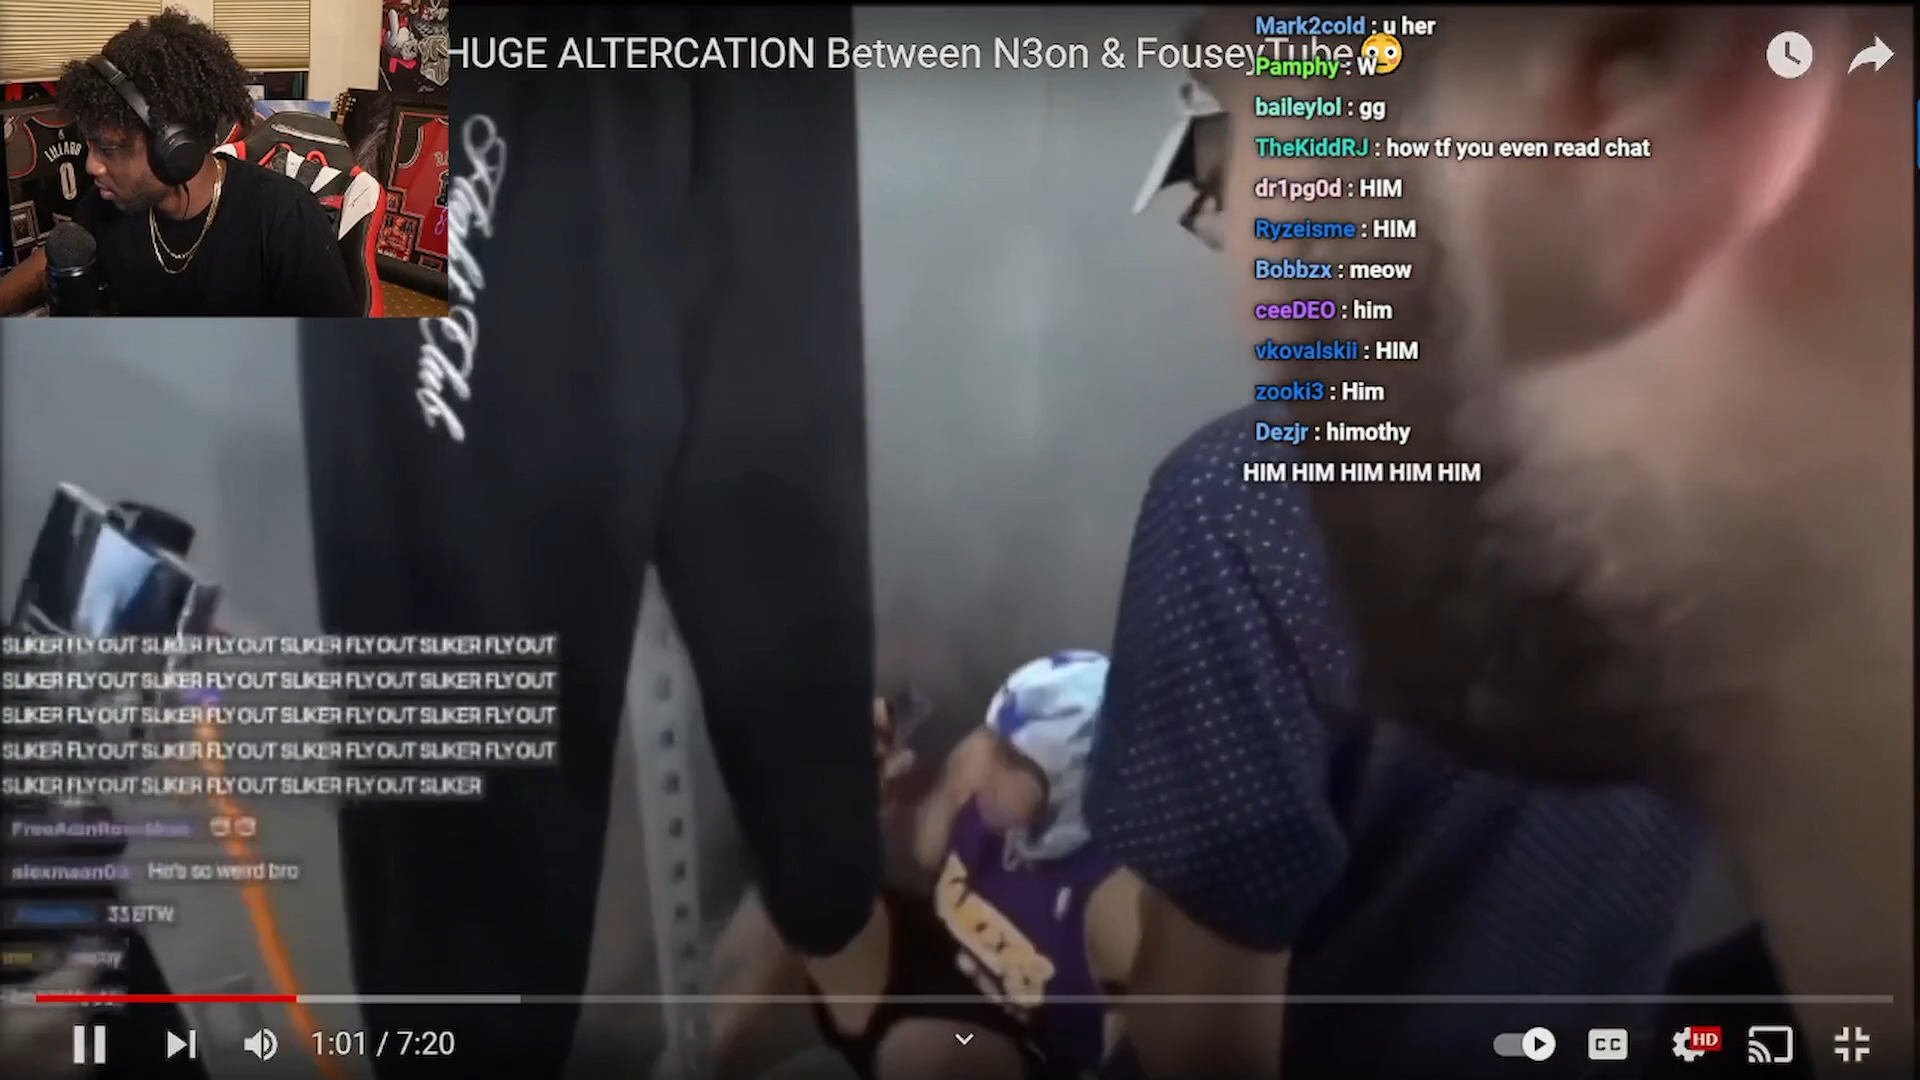 HUGE ALTERCATION Between N3on & FouseyTube 😳
Mark2cold : u her
Pamphy : W
baileylol : gg
TheKiddRJ : how tf you even read chat
dr1pg0d : HIM
Ryzeisme : HIM
Bobbzx : meow
ceeDEO : him
vkovalskii : HIM
zooki3 : Him
Dezjr : himothy
HIM HIM HIM HIM HIM
LILLARD
0
Club
SLIKER FLY OUT SLIKER FLY OUT SLIKER FLY OUT SLIKER FLY OUT
SLIKER FLY OUT SLIKER FLY OUT SLIKER FLY OUT SLIKER FLY OUT
SLIKER FLY OUT SLIKER FLY OUT SLIKER FLY OUT SLIKER FLY OUT
SLIKER FLY OUT SLIKER FLY OUT SLIKER FLY OUT SLIKER FLY OUT
SLIKER FLY OUT SLIKER FLY OUT SLIKER FLY OUT SLIKER
He's so weird bro
33 BTW
1:01 / 7:20
CC
HD